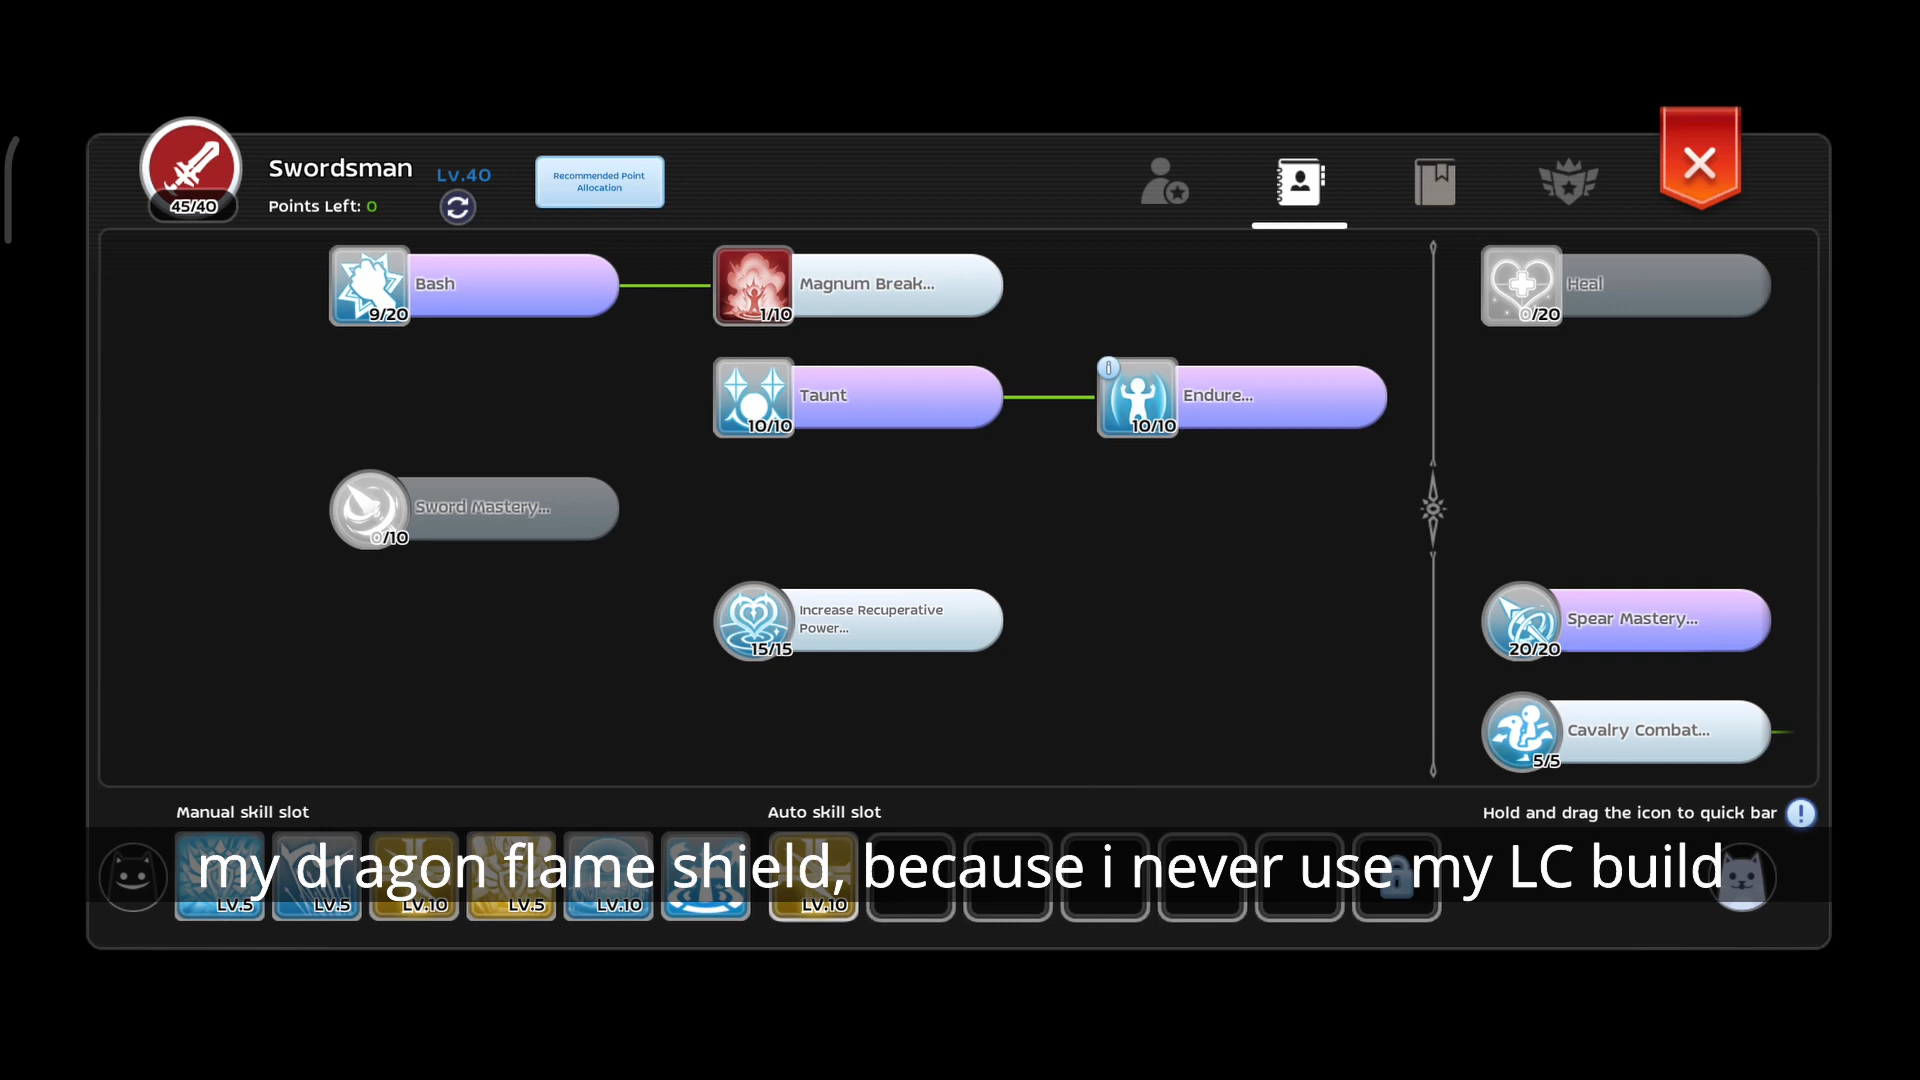 Swordsman
Lv.40
Recommended Point
Allocation
45/40
Points Left: 0
Bash
9/20
Magnum Break...
1/10
Heal
0/20
Taunt
10/10
Endure...
10/10
Sword Mastery...
0/10
Increase Recuperative
Power...
15/15
Spear Mastery...
20/20
Cavalry Combat...
5/5
Manual skill slot
Auto skill slot
Hold and drag the icon to quick bar
my dragon flame shield, because i never use my LC build
LV.5
LV.5
LV.10
LV.5
LV.10
LV.10